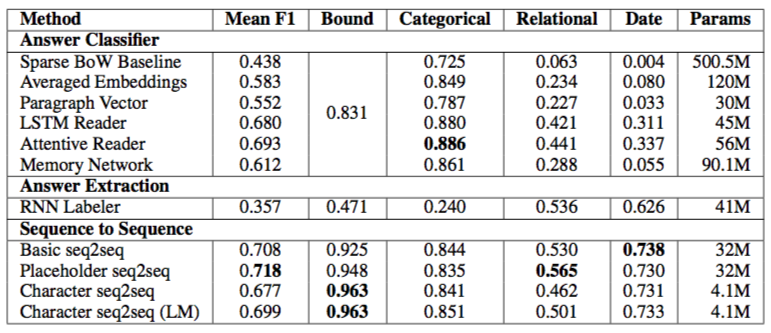 Method Mean F1 Bound Categorical Relational Date Params
Answer Classifier
Sparse BoW Baseline 0.438 0.725 0.063 0.004 500.5M
Averaged Embeddings 0.583 0.849 0.234 0.080 120M
Paragraph Vector 0.552 0.787 0.227 0.033 30M
0.831
LSTM Reader 0.680 0.880 0.421 0.311 45M
Attentive Reader 0.693 0.886 0.441 0.337 56M
Memory Network 0.612 0.861 0.288 0.055 90.1M
Answer Extraction
RNN Labeler 0.357 0.471 0.240 0.536 0.626 41M
Sequence to Sequence
Basic seq2seq 0.708 0.925 0.844 0.530 0.738 32M
Placeholder seq2seq 0.718 0.948 0.835 0.565 0.730 32M
Character seq2seq 0.677 0.963 0.841 0.462 0.731 4.1M
Character seq2seq (LM) 0.699 0.963 0.851 0.501 0.733 4.1M